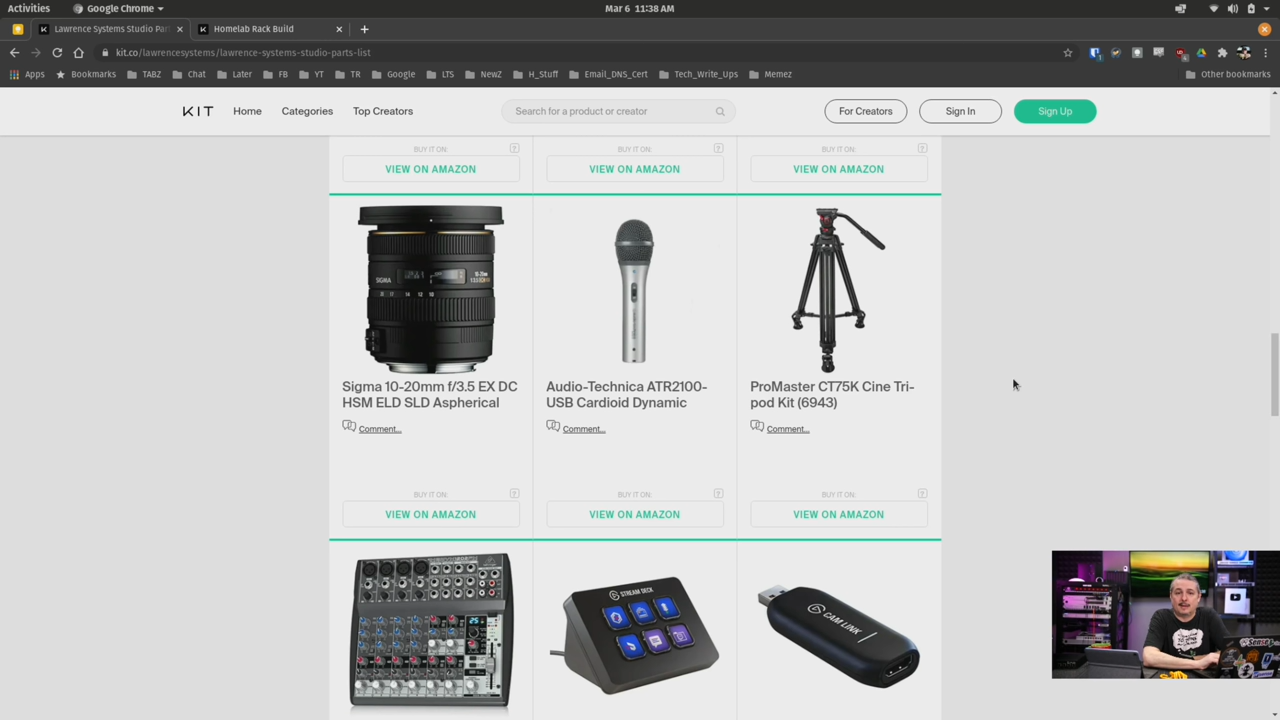 Activities
Google Chrome
Mar 6 11:38 AM
Lawrence Systems Studio Par
Homelab Rack Build
kit.co/lawrencesystems/lawrence-systems-studio-parts-list
Apps
Bookmarks
TABZ
Chat
Later
FB
YT
TR
Google
LTS
NewZ
H_Stuff
Email_DNS_Cert
Tech_Write_Ups
Memez
Other bookmarks
KIT
Home
Categories
Top Creators
Search for a product or creator
For Creators
Sign In
Sign Up
BUY IT ON:
?
BUY IT ON:
?
BUY IT ON:
?
VIEW ON AMAZON
VIEW ON AMAZON
VIEW ON AMAZON
SIGMA
Sigma 10-20mm f/3.5 EX DC
HSM ELD SLD Aspherical
Comment...
Audio-Technica ATR2100-
USB Cardioid Dynamic
Comment...
ProMaster CT75K Cine Tri-
pod Kit (6943)
Comment...
BUY IT ON:
?
BUY IT ON:
?
BUY IT ON:
?
VIEW ON AMAZON
VIEW ON AMAZON
VIEW ON AMAZON
STREAM DECK
CAM LINK